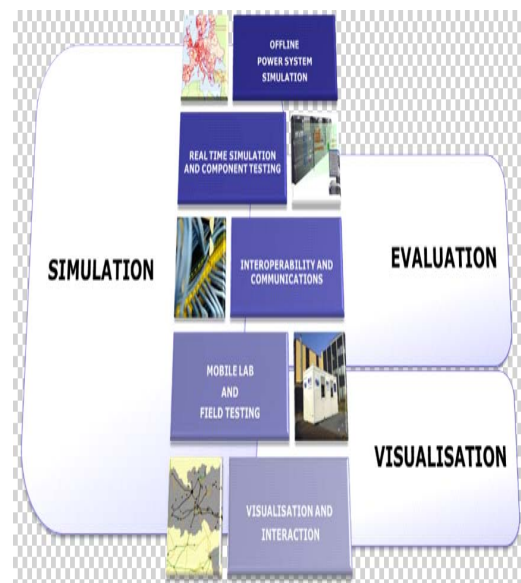 OFFLINE
POWER SYSTEM
SIMULATION
REAL TIME SIMULATION
AND COMPONENT TESTING
SIMULATION
INTEROPERABILITY AND
COMMUNICATIONS
EVALUATION
MOBILE LAB
AND
FIELD TESTING
VISUALISATION
VISUALISATION AND
INTERACTION